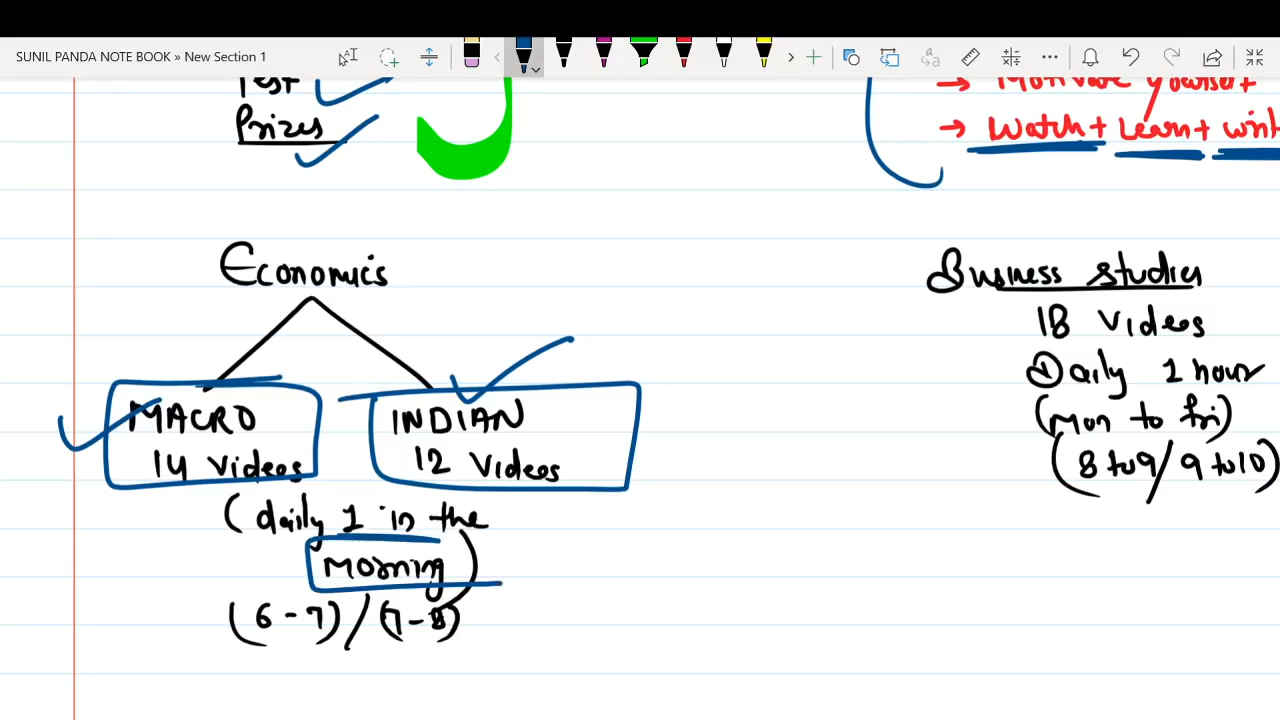 SUNIL PANDA NOTE BOOK » New Section 1
Test
Prizes
→ Motivate yourself
→ Watch + Learn + writ
Economics
MACRO
14 Videos
INDIAN
12 Videos
(daily 1 in the
Morning)
(6-7)/(7-8)
Business studies
18 Videos
Daily 1 hour
(Mon to fri)
(8 to 9 / 9 to 10)